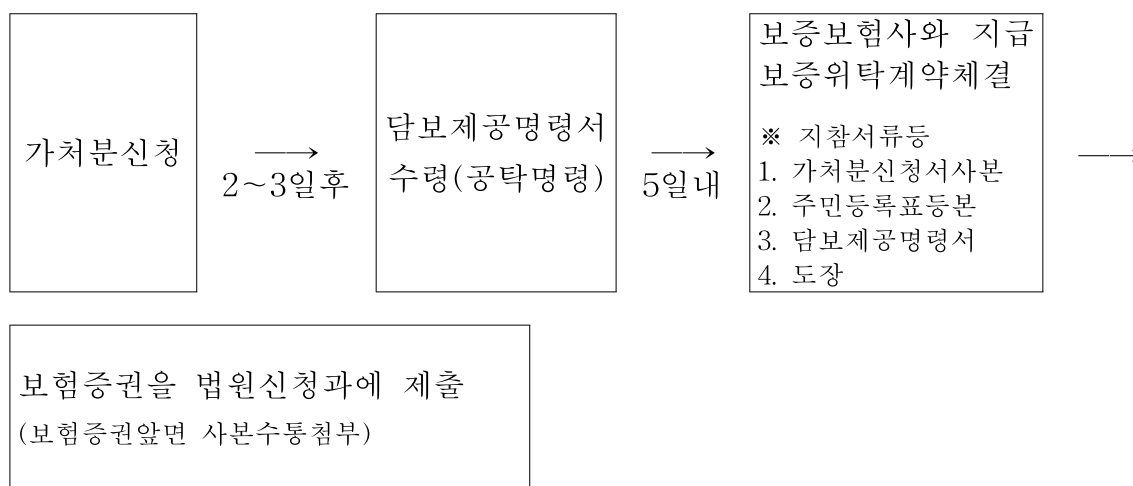 가처분신청
⟶
2~3일후
담보제공명령서
수령(공탁명령)
⟶
5일내
보증보험사와 지급
보증위탁계약체결
※ 지참서류등
1. 가처분신청서사본
2. 주민등록표등본
3. 담보제공명령서
4. 도장
⟶
보험증권을 법원신청과에 제출
(보험증권앞면 사본수통첨부)